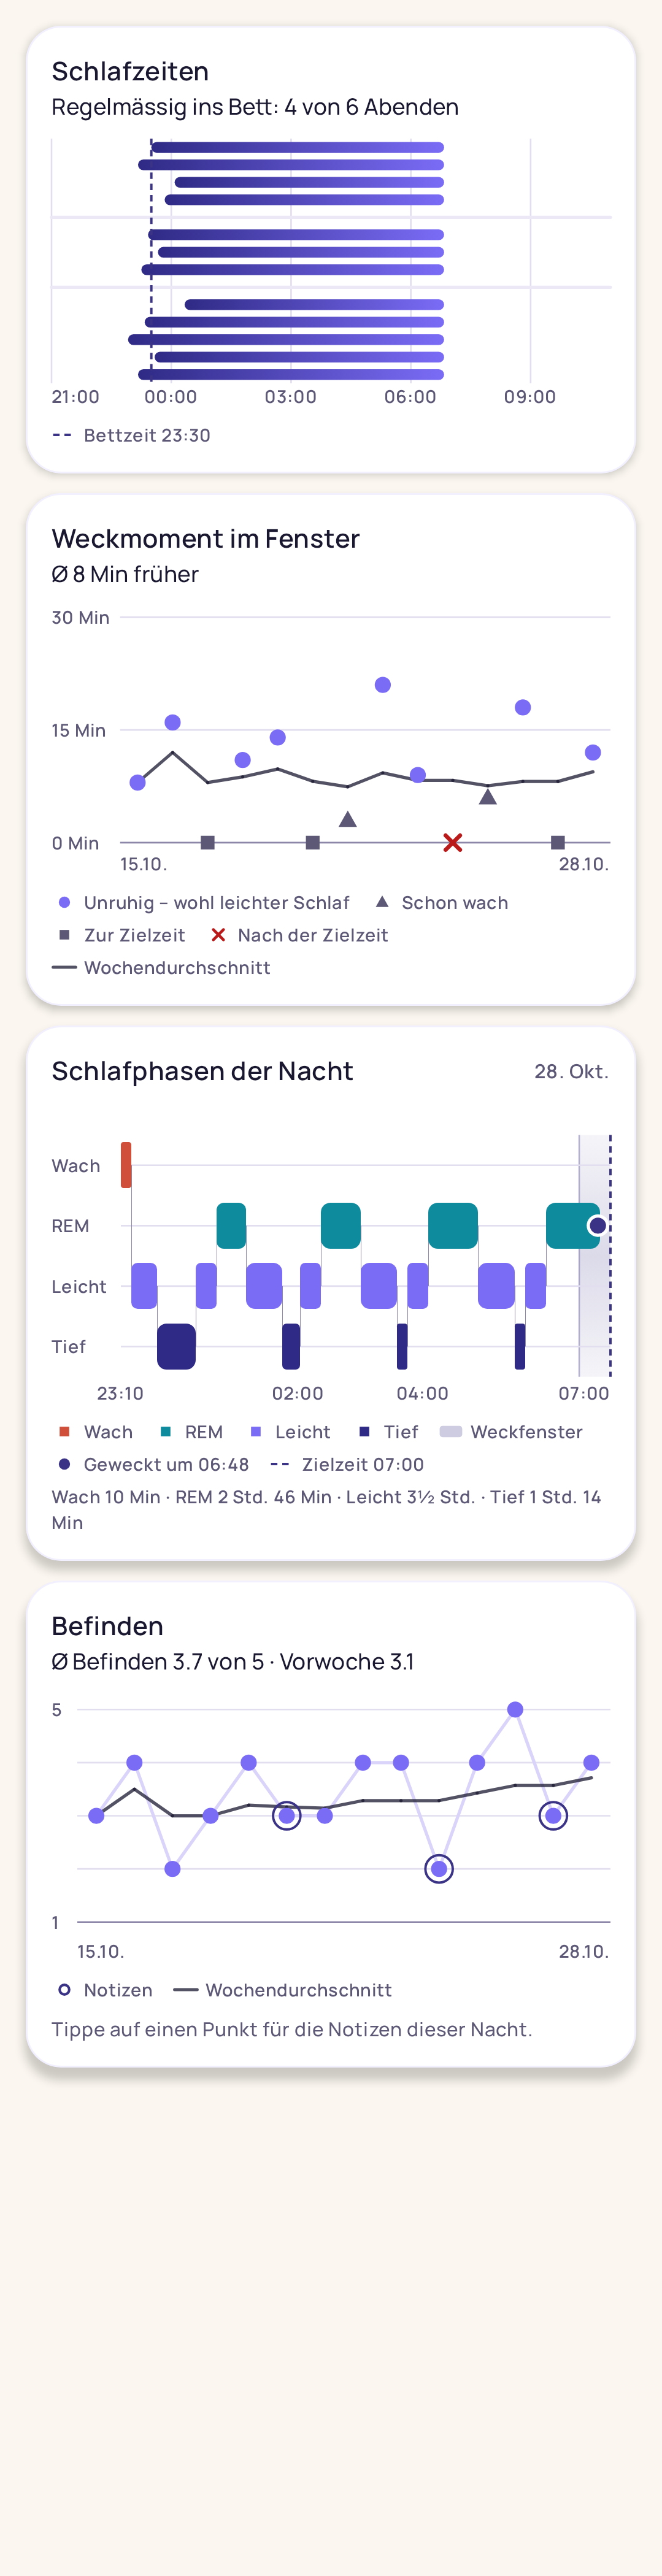 Schlafzeiten
Regelmässig ins Bett: 4 von 6 Abenden
21:00 00:00 03:00 06:00 09:00
Bettzeit 23:30
Weckmoment im Fenster
Ø 8 Min früher
30 Min
15 Min
0 Min
15.10. 28.10.
Unruhig – wohl leichter Schlaf Schon wach
Zur Zielzeit Nach der Zielzeit
Wochendurchschnitt
Schlafphasen der Nacht 28. Okt.
Wach
REM
Leicht
Tief
23:10 02:00 04:00 07:00
Wach REM Leicht Tief Weckfenster
Geweckt um 06:48 Zielzeit 07:00
Wach 10 Min · REM 2 Std. 46 Min · Leicht 3½ Std. · Tief 1 Std. 14
Min
Befinden
Ø Befinden 3.7 von 5 · Vorwoche 3.1
5
1
15.10. 28.10.
Notizen Wochendurchschnitt
Tippe auf einen Punkt für die Notizen dieser Nacht.